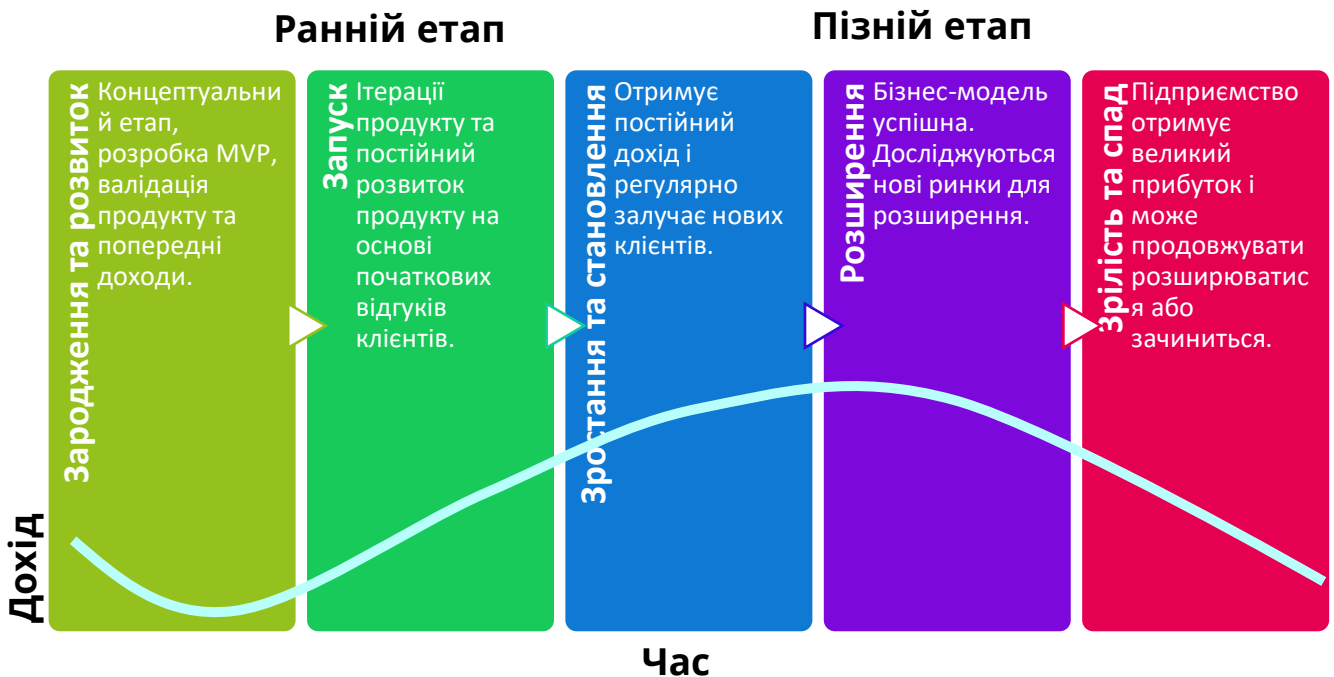 Ранній етап
Пізній етап
Зародження та розвиток
Концептуальни
й етап,
розробка MVP,
валідація
продукту та
попередні
доходи.
Запуск
Ітерації
продукту та
постійний
розвиток
продукту на
основі
початкових
відгуків
клієнтів.
Зростання та становлення
Отримує
постійний
дохід і
регулярно
залучає нових
клієнтів.
Розширення
Бізнес-модель
успішна.
Досліджуються
нові ринки для
розширення.
Зрілість та спад
Підприємство
отримує
великий
прибуток і
може
продовжувати
розширюватис
я або
зачиниться.
Дохід
Час